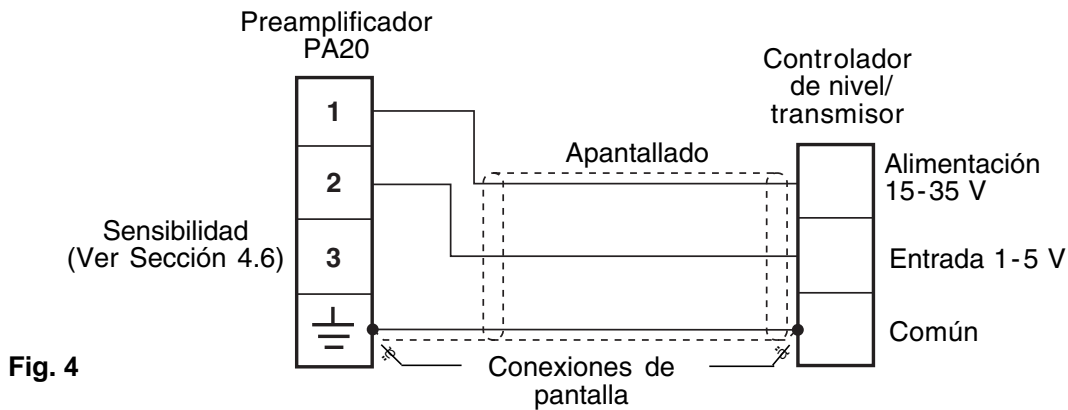 Preamplificador
PA20
Controlador
de nivel/
transmisor
1
Apantallado
Alimentación
15-35 V
2
Sensibilidad
(Ver Sección 4.6)
3
Entrada 1-5 V
Común
Fig. 4
Conexiones de
pantalla